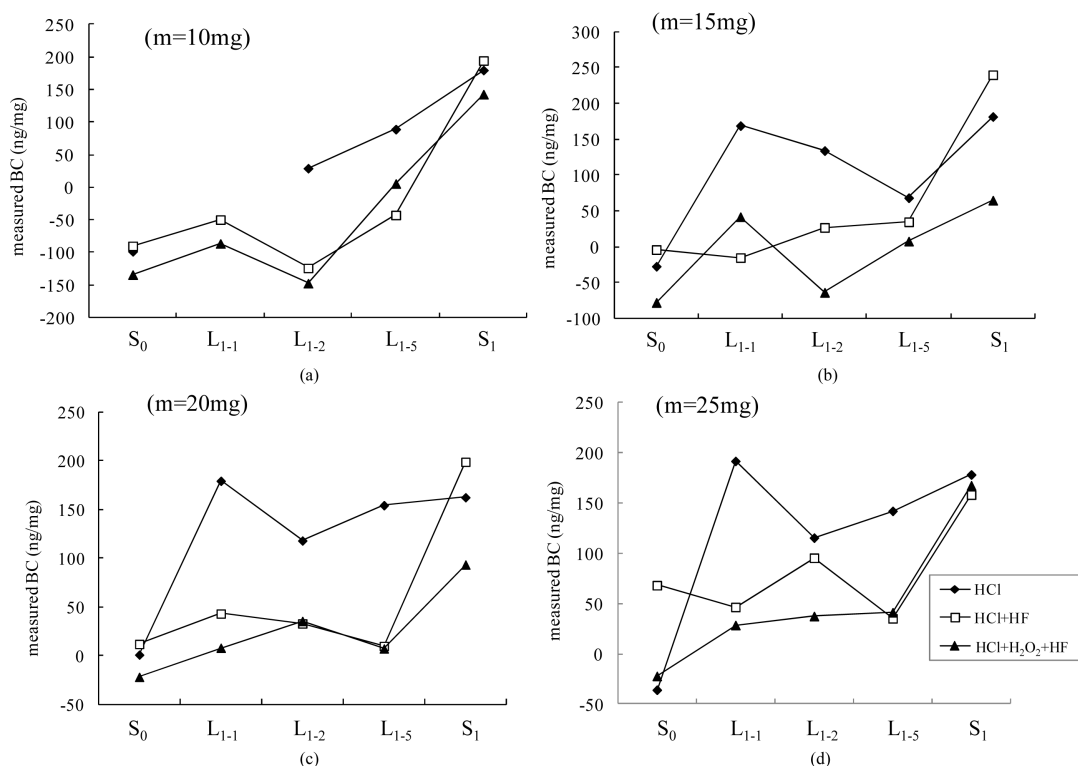 (m=10mg)
measured BC (ng/mg)
250
200
150
100
50
0
-50
-100
-150
-200
S₀ L₁₋₁ L₁₋₂ L₁₋₅ S₁
(a)
(m=15mg)
measured BC (ng/mg)
300
250
200
150
100
50
0
-50
-100
S₀ L₁₋₁ L₁₋₂ L₁₋₅ S₁
(b)
(m=20mg)
measured BC (ng/mg)
250
200
150
100
50
0
-50
S₀ L₁₋₁ L₁₋₂ L₁₋₅ S₁
(c)
(m=25mg)
measured BC (ng/mg)
250
200
150
100
50
0
-50
S₀ L₁₋₁ L₁₋₂ L₁₋₅ S₁
(d)
HCl
HCl+HF
HCl+H₂O₂+HF